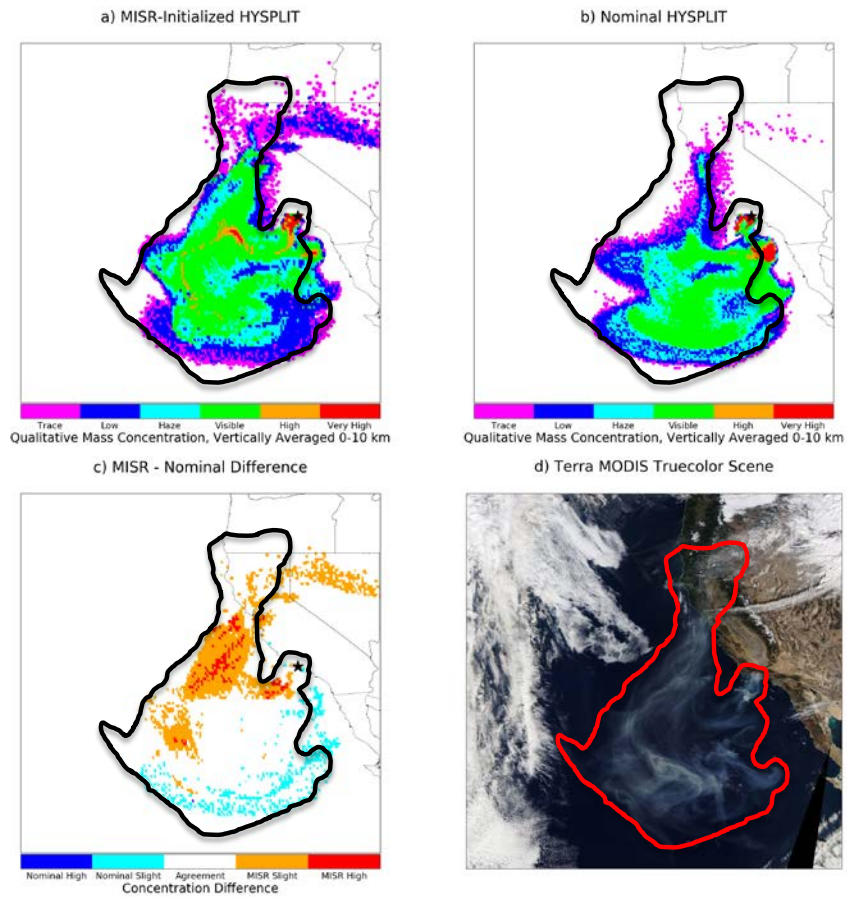 a) MISR-Initialized HYSPLIT
b) Nominal HYSPLIT
Trace Low Haze Visible High Very High
Qualitative Mass Concentration, Vertically Averaged 0-10 km
Trace Low Haze Visible High Very High
Qualitative Mass Concentration, Vertically Averaged 0-10 km
c) MISR - Nominal Difference
d) Terra MODIS Truecolor Scene
Nominal High Nominal Slight Agreement MISR Slight MISR High
Concentration Difference